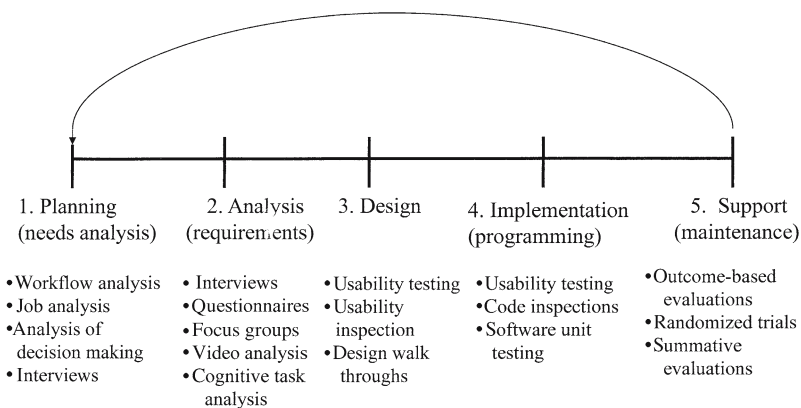 1. Planning
(needs analysis)
• Workflow analysis
• Job analysis
• Analysis of
decision making
• Interviews
2. Analysis
(requirements)
• Interviews
• Questionnaires
• Focus groups
• Video analysis
• Cognitive task
analysis
3. Design
• Usability testing
• Usability
inspection
• Design walk
throughs
4. Implementation
(programming)
• Usability testing
• Code inspections
• Software unit
testing
5. Support
(maintenance)
• Outcome-based
evaluations
• Randomized trials
• Summative
evaluations